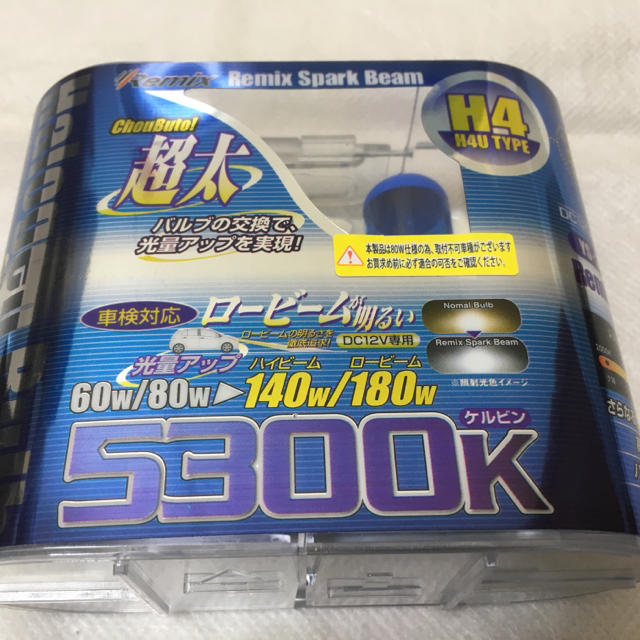 Remix
Remix Spark Beam
H4
H4U TYPE
ChouButo!
超太
バルブの交換で、
光量アップを実現!
本製品は80W仕様の為、取付不可車種がございます
お買求め前に必ず適合の可否をご確認ください。
車検対応
ロービームが明るい
ロービームの明るさを
徹底追求!
DC12V専用
Nomal Bulb
Remix Spark Beam
※照射光色イメージ
光量アップ
ハイビーム
ロービーム
60W/80W▶140W/180W
ケルビン
5300K
さらな